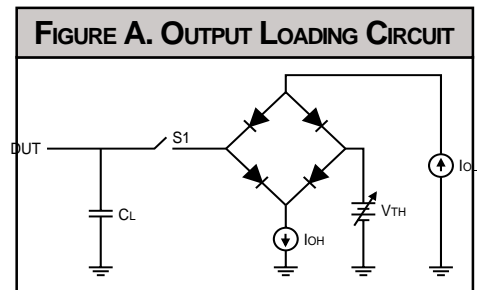 FIGURE A. OUTPUT LOADING CIRCUIT
DUT
S1
CL
IOH
VTH
IOL